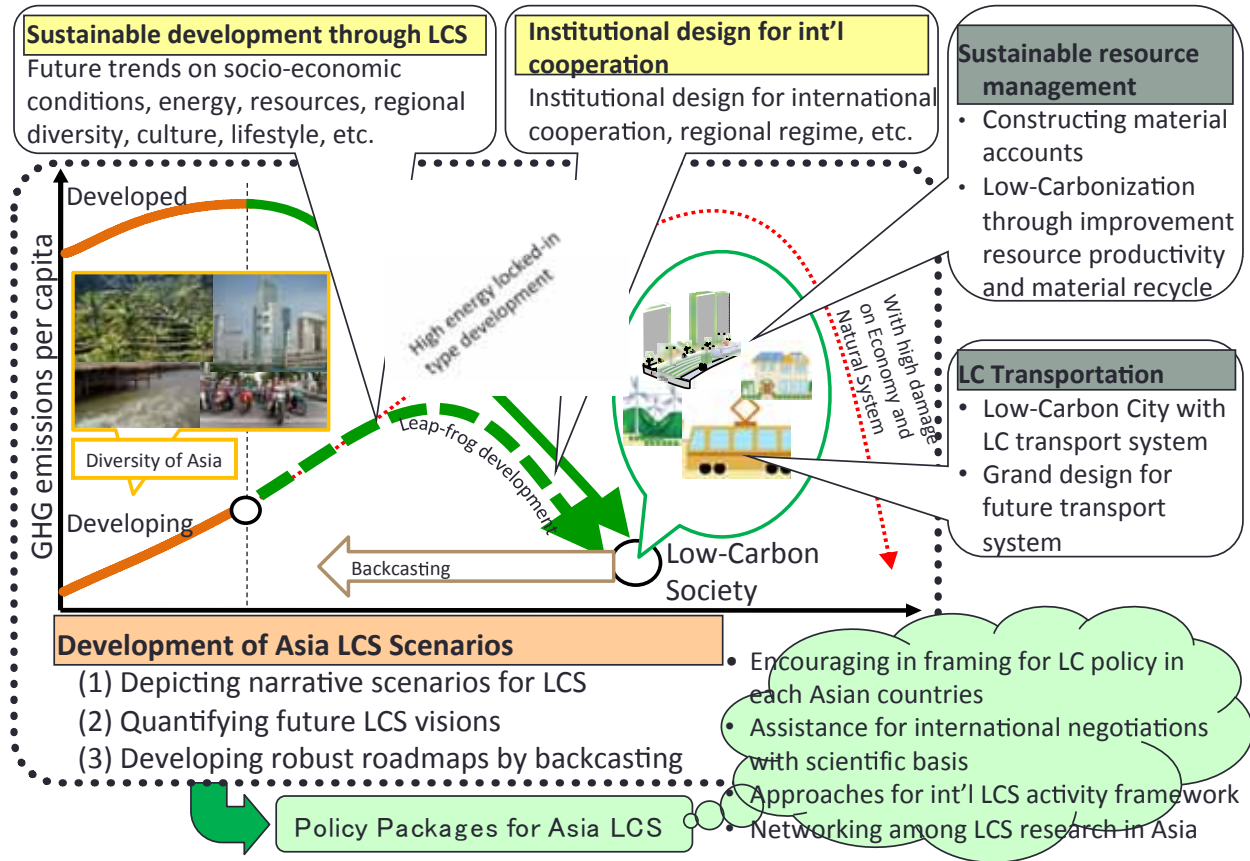 Sustainable development through LCS
Future trends on socio-economic
conditions, energy, resources, regional
diversity, culture, lifestyle, etc.
Institutional design for int'l
cooperation
Institutional design for international
cooperation, regional regime, etc.
Sustainable resource
management
• Constructing material
accounts
• Low-Carbonization
through improvement
resource productivity
and material recycle
LC Transportation
• Low-Carbon City with
LC transport system
• Grand design for
future transport
system
GHG emissions per capita
Developed
High energy locked-in
type development
With high damage
on Economy and
Natural System
Diversity of Asia
Leap-frog development
Developing
Backcasting
Low-Carbon
Society
Development of Asia LCS Scenarios
(1) Depicting narrative scenarios for LCS
(2) Quantifying future LCS visions
(3) Developing robust roadmaps by backcasting
Policy Packages for Asia LCS
• Encouraging in framing for LC policy in
each Asian countries
• Assistance for international negotiations
with scientific basis
• Approaches for int'l LCS activity framework
• Networking among LCS research in Asia